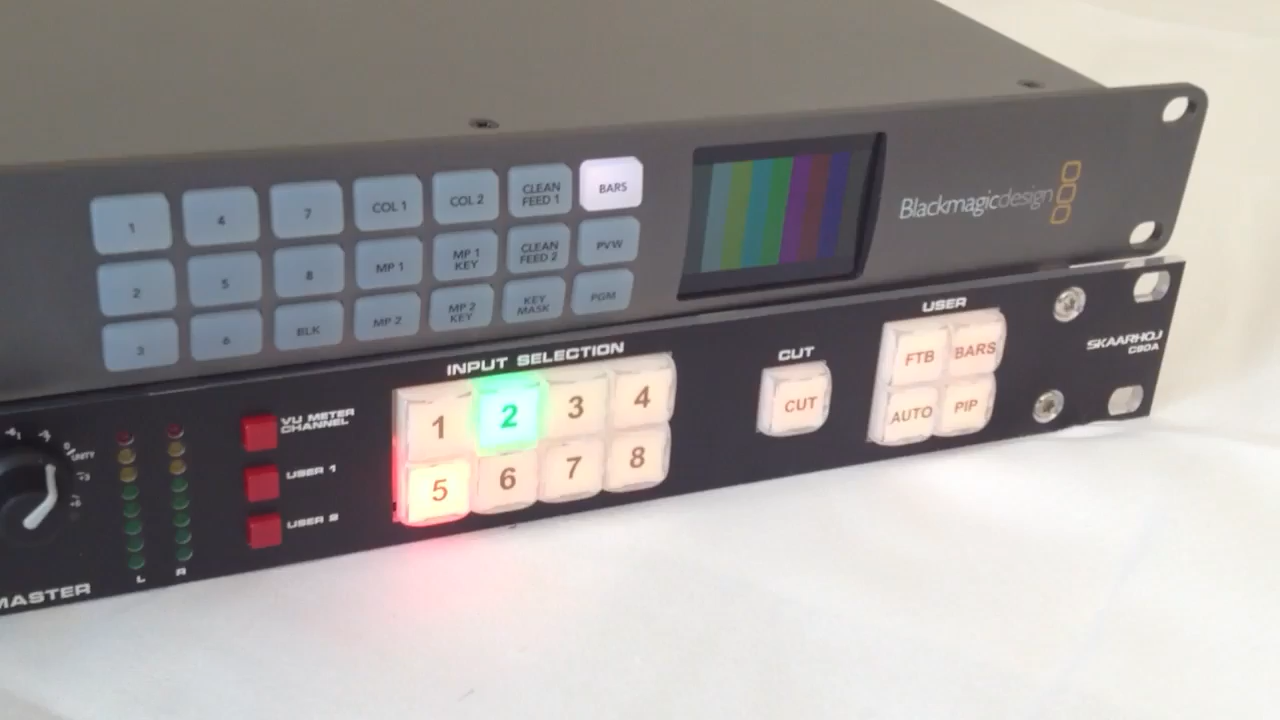 1 4 7 COL 1 COL 2 CLEAN FEED 1 BARS
2 5 8 MP 1 MP 1 KEY CLEAN FEED 2 PVW
3 6 BLK MP 2 MP 2 KEY KEY MASK PGM
Blackmagicdesign
INPUT SELECTION
1 2 3 4
5 6 7 8
CUT
CUT
USER
FTB BARS
AUTO PIP
SKAARHOJ
C90A
VU METER
CHANNEL
USER 1
USER 2
L R
MASTER